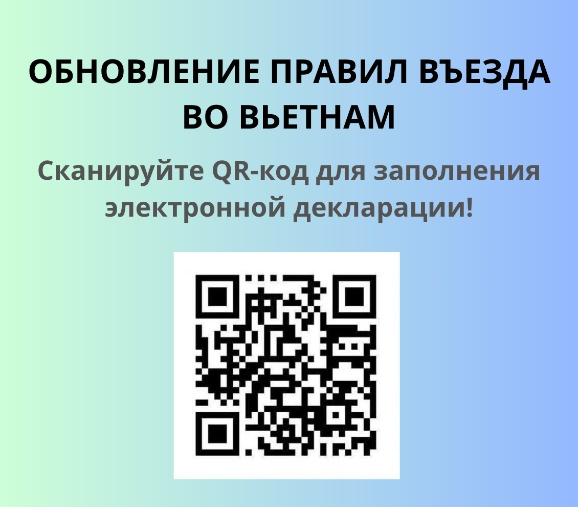 ОБНОВЛЕНИЕ ПРАВИЛ ВЪЕЗДА
ВО ВЬЕТНАМ
Сканируйте QR-код для заполнения
электронной декларации!